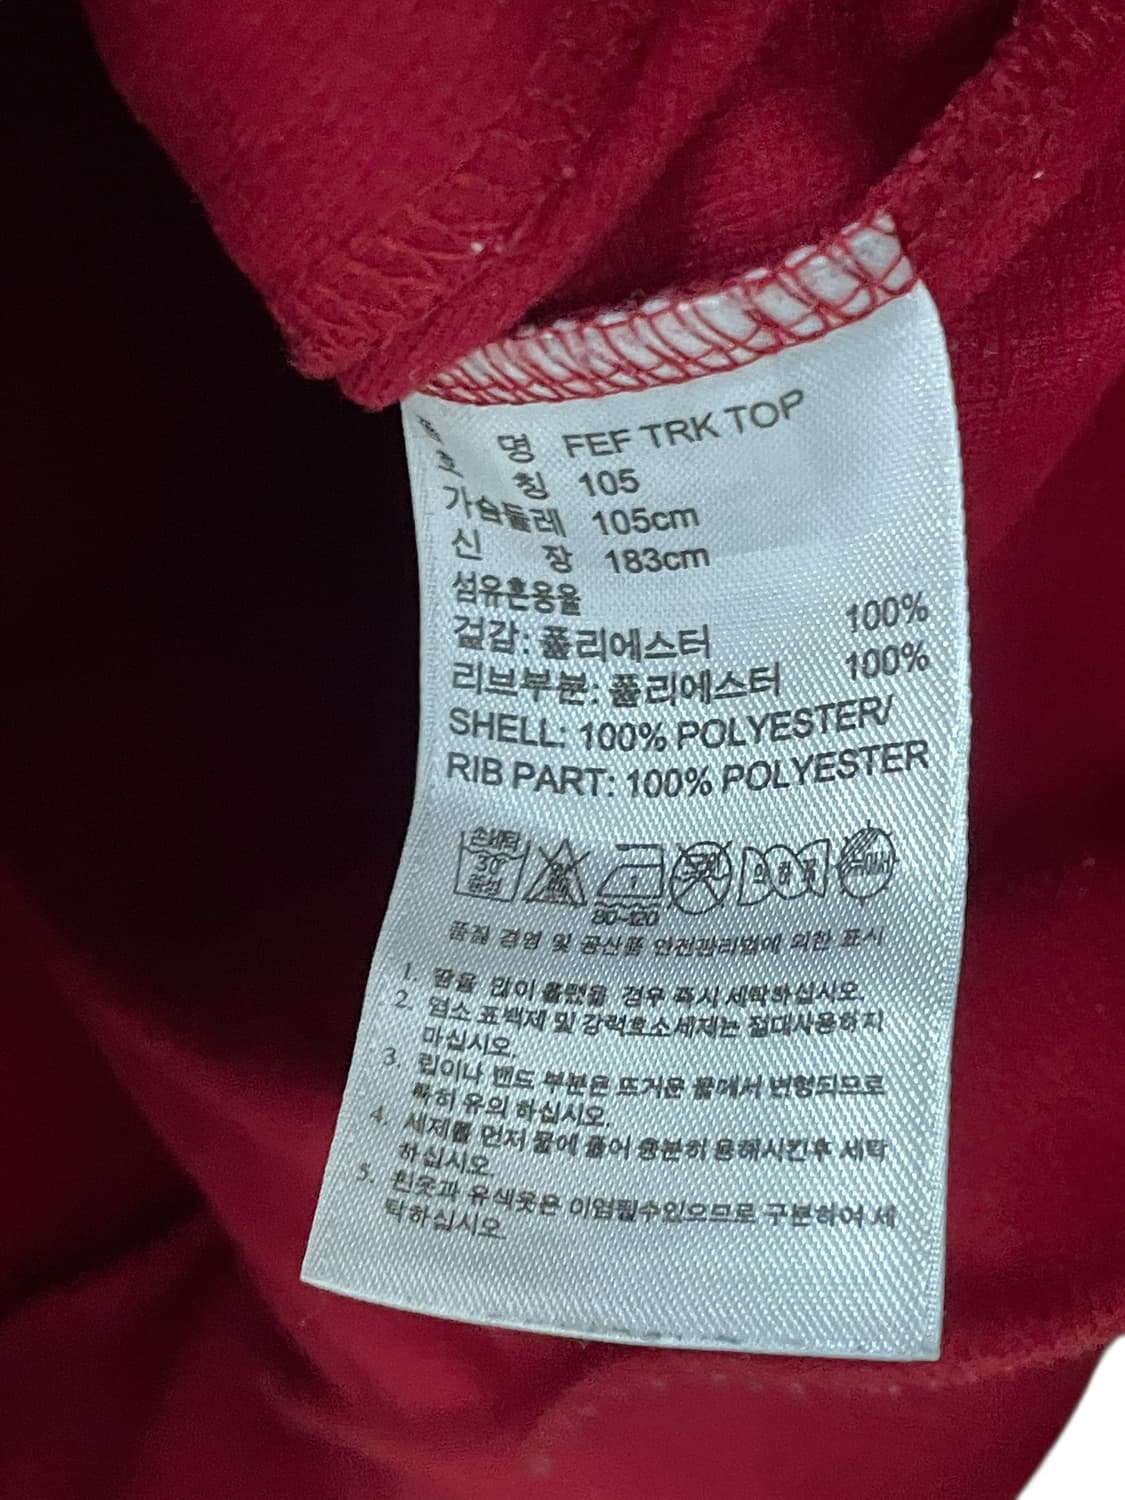 명 FEF TRK TOP
호 칭 105
가슴둘레 105cm
신 장 183cm
섬유혼용율
겉감: 폴리에스터 100%
리브부분: 폴리에스터 100%
SHELL: 100% POLYESTER/
RIB PART: 100% POLYESTER
손세탁
30°
중성
80~120
품질 경영 및 공산품 안전관리법에 의한 표시
1. 땀을 많이 흘렸을 경우 즉시 세탁하십시오.
2. 염소 표백제 및 강력효소세제는 절대사용하지
마십시오.
3. 립이나 밴드 부분은 뜨거운 물에서 변형되므로
특히 유의 하십시오.
4. 세제를 먼저 물에 풀어 충분히 용해시킨후 세탁
하십시오.
5. 흰옷과 유색옷은 이염될수있으므로 구분하여 세
탁하십시오.